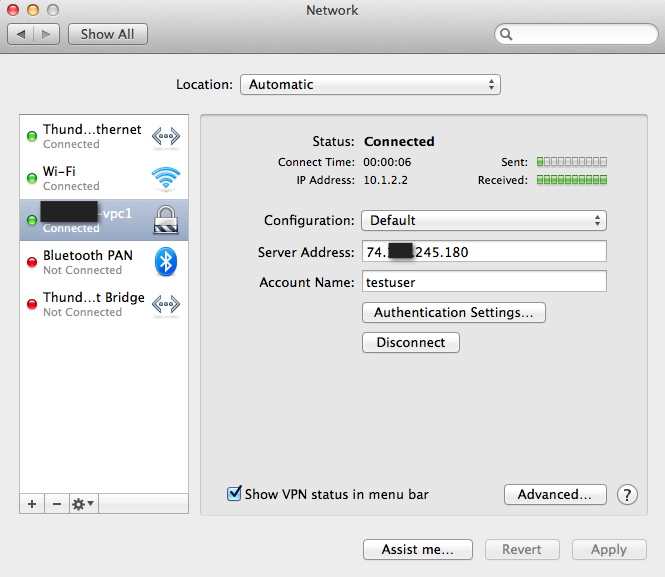 Network
Show All
Location: Automatic
Thund...thernet
Connected
Wi-Fi
Connected
-vpc1
Connected
Bluetooth PAN
Not Connected
Thund...t Bridge
Not Connected
Status: Connected
Connect Time: 00:00:06 Sent:
IP Address: 10.1.2.2 Received:
Configuration: Default
Server Address: 74. .245.180
Account Name: testuser
Authentication Settings...
Disconnect
Show VPN status in menu bar
Advanced... ?
+ −
Assist me... Revert Apply